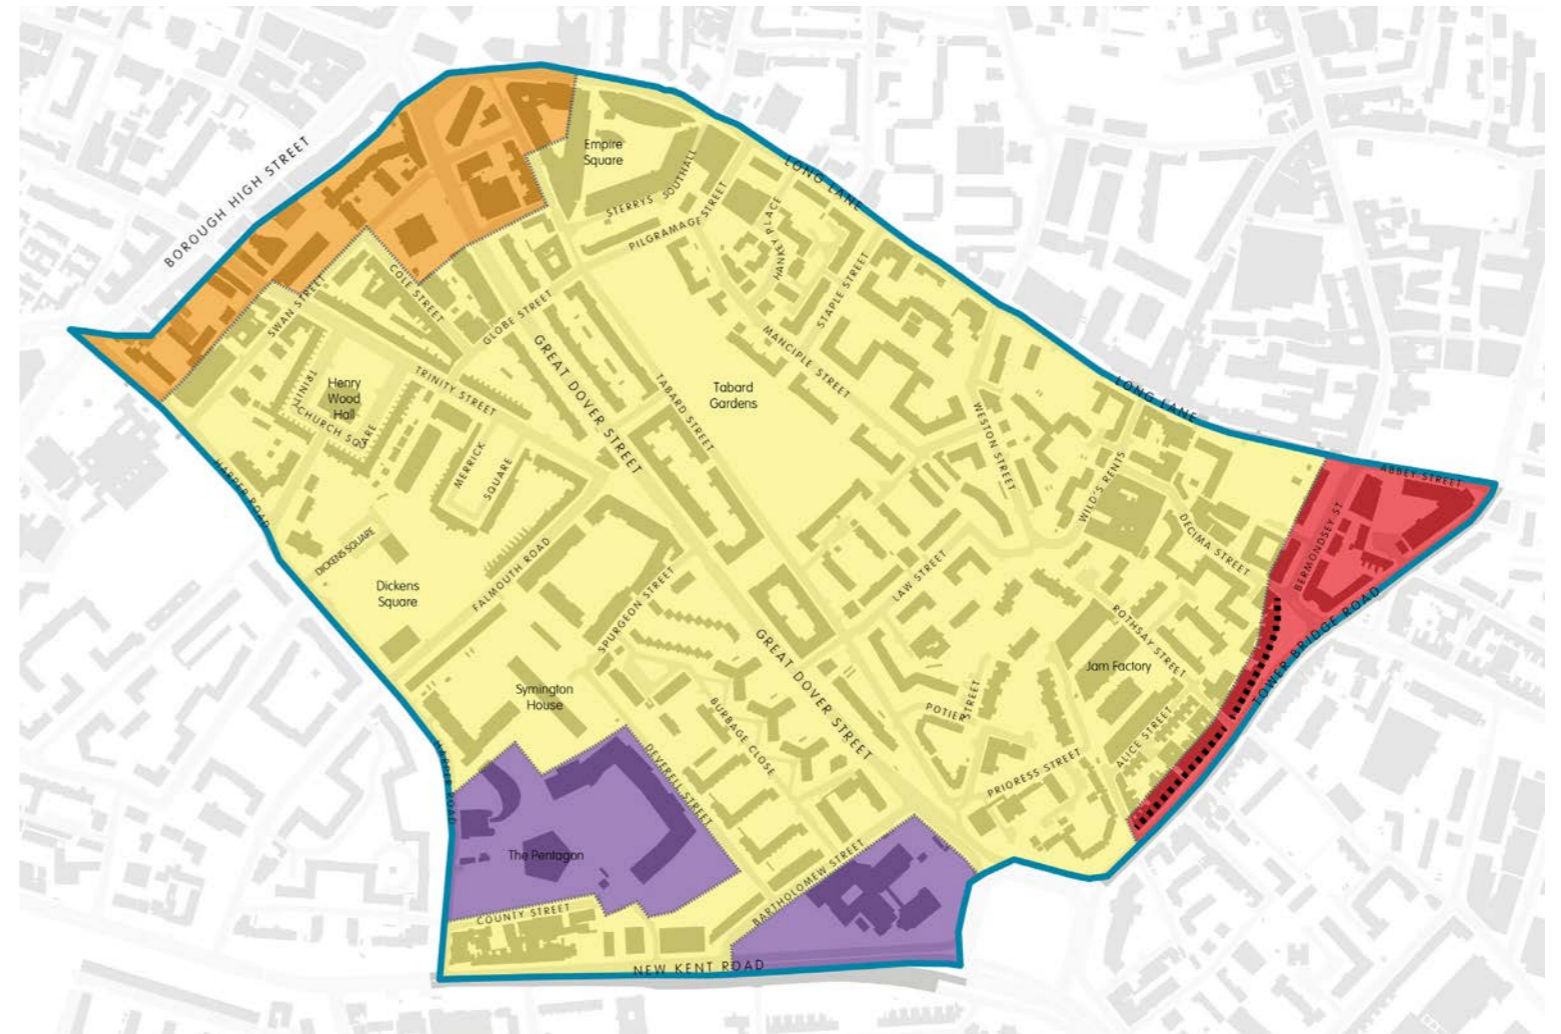 BOROUGH HIGH STREET
Empire
Square
LONG LANE
STERRYS
SOUTHALL
PILGRAMAGE STREET
HANKEY PLACE
STAPLE STREET
SWAN STREET
COLE STREET
GLOBE STREET
MANCIPLE STREET
GREAT DOVER STREET
TRINITY STREET
TRINITY
CHURCH SQUARE
Henry
Wood
Hall
Tabard
Gardens
TABARD STREET
LONG LANE
WESTON STREET
MERRICK
SQUARE
HARPER ROAD
WILD'S RENTS
ABBEY STREET
BERMONDSEY ST
DECIMA STREET
DICKENS SQUARE
Dickens
Square
FALMOUTH ROAD
SPURGEON STREET
LAW STREET
ROTHSAY STREET
TOWER BRIDGE ROAD
Jam Factory
GREAT DOVER STREET
Symington
House
BURBAGE CLOSE
POTIER
STREET
ALICE STREET
PRIORESS STREET
DEVERELL STREET
HARPER ROAD
The Pentagon
BARTHOLOMEW STREET
COUNTY STREET
NEW KENT ROAD